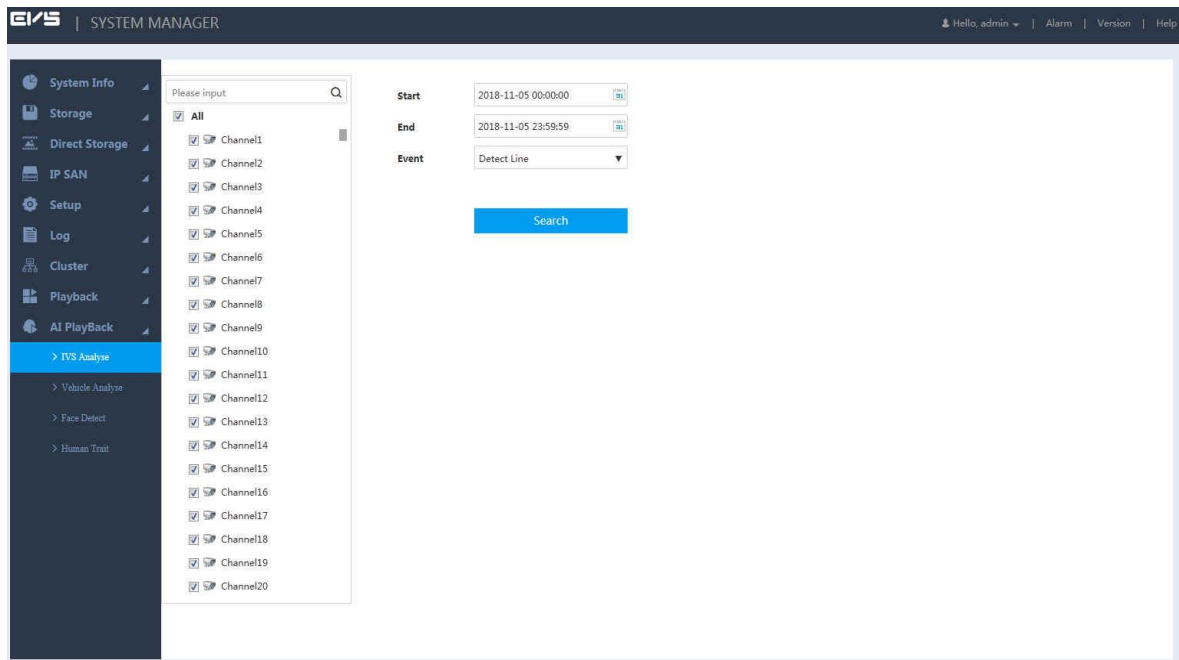 EVS | SYSTEM MANAGER
Hello, admin | Alarm | Version | Help
System Info
Storage
Direct Storage
IP SAN
Setup
Log
Cluster
Playback
AI PlayBack
> IVS Analyse
> Vehicle Analyse
> Face Detect
> Human Trait
Please input
All
Channel1
Channel2
Channel3
Channel4
Channel5
Channel6
Channel7
Channel8
Channel9
Channel10
Channel11
Channel12
Channel13
Channel14
Channel15
Channel16
Channel17
Channel18
Channel19
Channel20
Start 2018-11-05 00:00:00
End 2018-11-05 23:59:59
Event Detect Line
Search